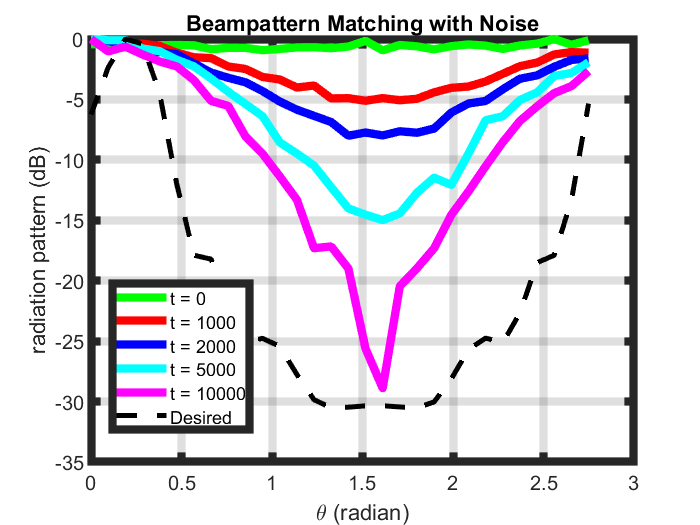 Beampattern Matching with Noise
radiation pattern (dB)
0
-5
-10
-15
-20
-25
-30
-35
t = 0
t = 1000
t = 2000
t = 5000
t = 10000
Desired
0 0.5 1 1.5 2 2.5 3
θ (radian)